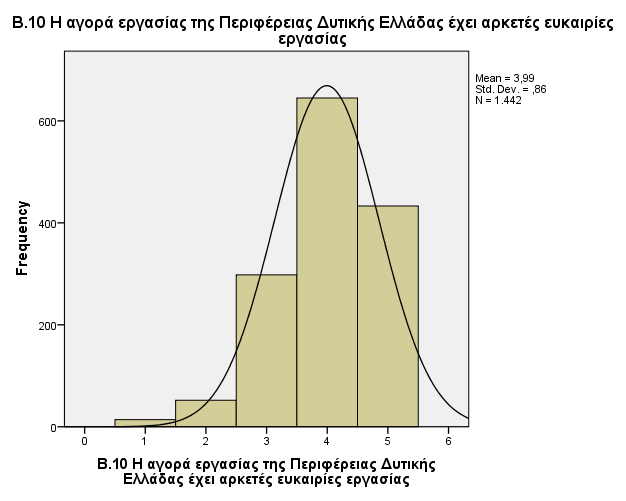 Β.10 Η αγορά εργασίας της Περιφέρειας Δυτικής Ελλάδας έχει αρκετές ευκαιρίες
εργασίας
Mean = 3,99
Std. Dev. = ,86
N = 1.442
Frequency
600
400
200
0
0 1 2 3 4 5 6
Β.10 Η αγορά εργασίας της Περιφέρειας Δυτικής
Ελλάδας έχει αρκετές ευκαιρίες εργασίας